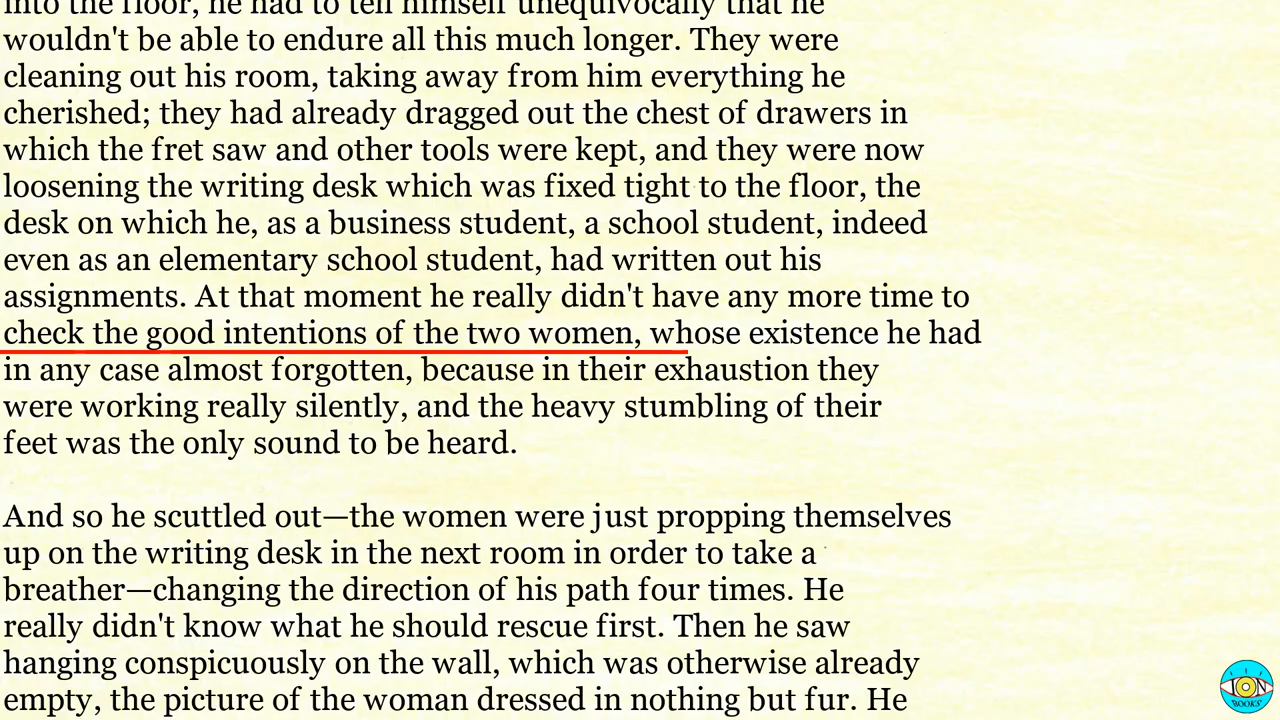 into the floor, he had to tell himself unequivocally that he
wouldn't be able to endure all this much longer. They were
cleaning out his room, taking away from him everything he
cherished; they had already dragged out the chest of drawers in
which the fret saw and other tools were kept, and they were now
loosening the writing desk which was fixed tight to the floor, the
desk on which he, as a business student, a school student, indeed
even as an elementary school student, had written out his
assignments. At that moment he really didn't have any more time to
check the good intentions of the two women, whose existence he had
in any case almost forgotten, because in their exhaustion they
were working really silently, and the heavy stumbling of their
feet was the only sound to be heard.
And so he scuttled out—the women were just propping themselves
up on the writing desk in the next room in order to take a
breather—changing the direction of his path four times. He
really didn't know what he should rescue first. Then he saw
hanging conspicuously on the wall, which was otherwise already
empty, the picture of the woman dressed in nothing but fur. He
ION
BOOKS